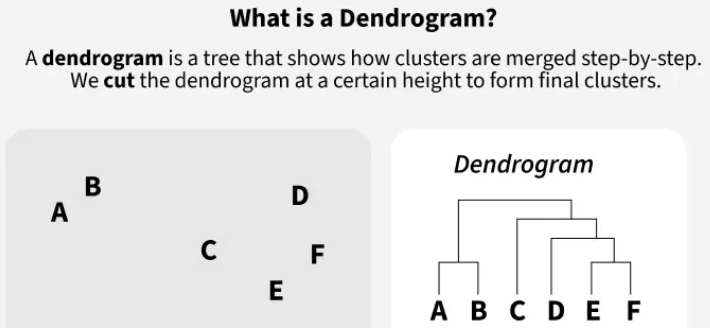 What is a Dendrogram?
A dendrogram is a tree that shows how clusters are merged step-by-step.
We cut the dendrogram at a certain height to form final clusters.
B
A
D
C
F
E
Dendrogram
A B C D E F